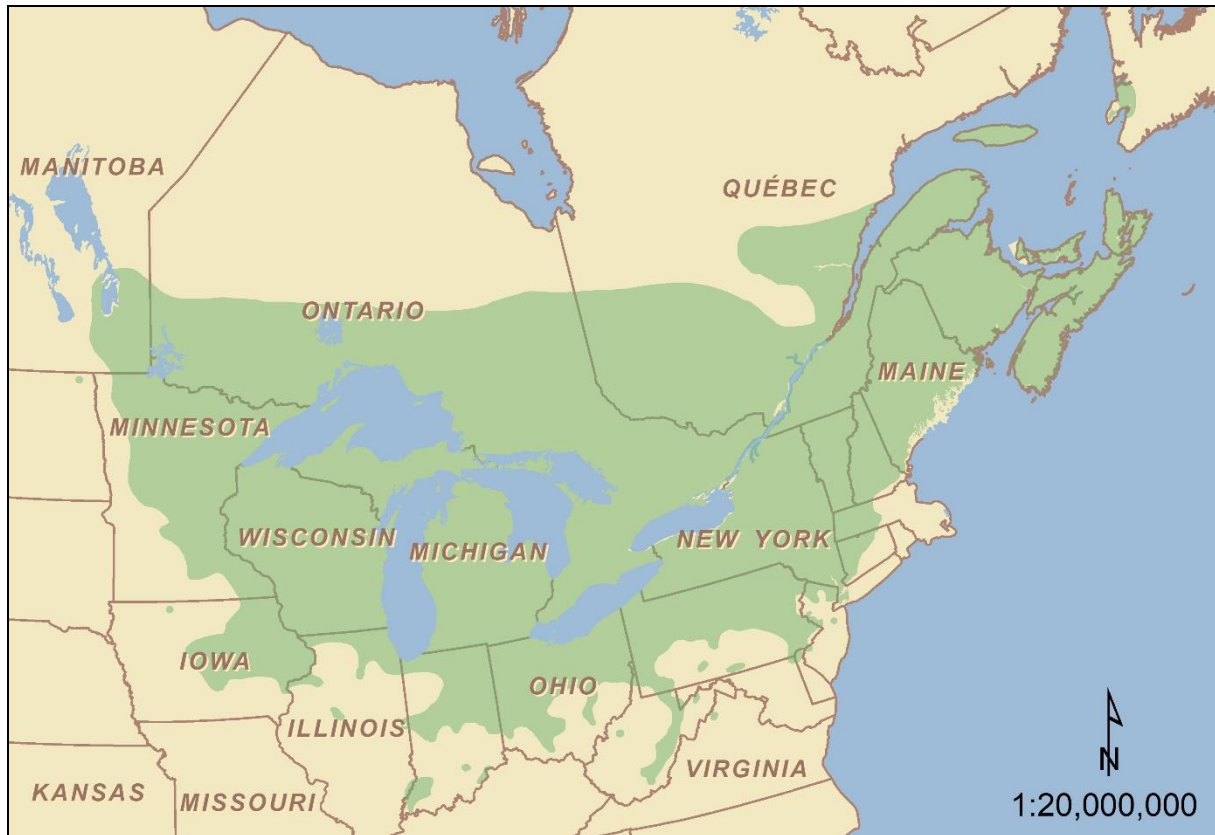 MANITOBA
QUÉBEC
ONTARIO
MAINE
MINNESOTA
WISCONSIN
MICHIGAN
NEW YORK
IOWA
OHIO
ILLINOIS
VIRGINIA
KANSAS
MISSOURI
N
1:20,000,000